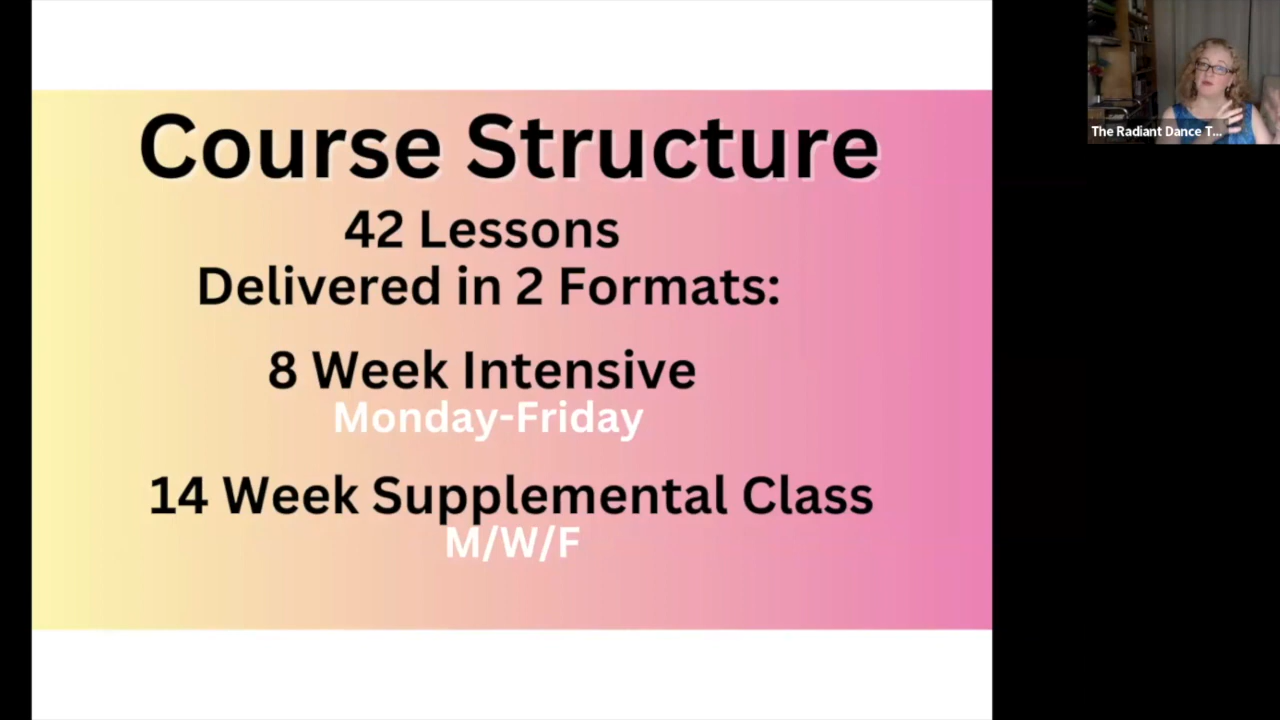 Course Structure
42 Lessons
Delivered in 2 Formats:
8 Week Intensive
Monday-Friday
14 Week Supplemental Class
M/W/F
The Radiant Dance T...